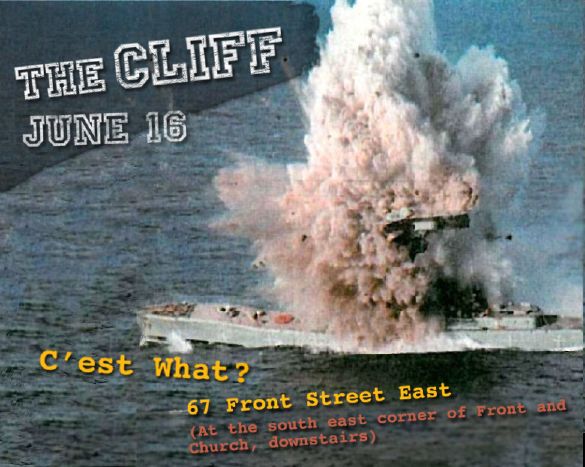 THE CLIFF
JUNE 16
C'est What?
67 Front Street East
(At the south east corner of Front and
Church, downstairs)